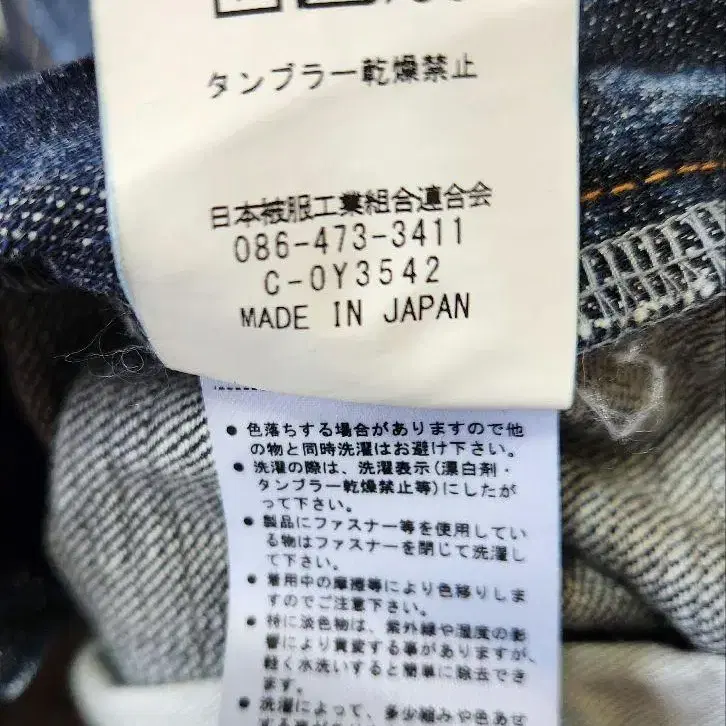 タンブラー乾燥禁止
日本被服工業組合連合会
086-473-3411
C-0Y3542
MADE IN JAPAN
● 色落ちする場合がありますので他
の物と同時洗濯はお避け下さい。
● 洗濯の際は、洗濯表示(漂白剤・
タンブラー乾燥禁止等)にしたが
って下さい。
● 製品にファスナー等を使用してい
る物はファスナーを閉じて洗濯し
て下さい。
● 着用中の摩擦等により色移りしま
すのでご注意下さい。
● 特に淡色物は、紫外線や湿度の影
響により黄変する事がありますが、
軽く水洗いすると簡単に除去でき
ます。
● 洗濯によって、多少縮みや色あせ